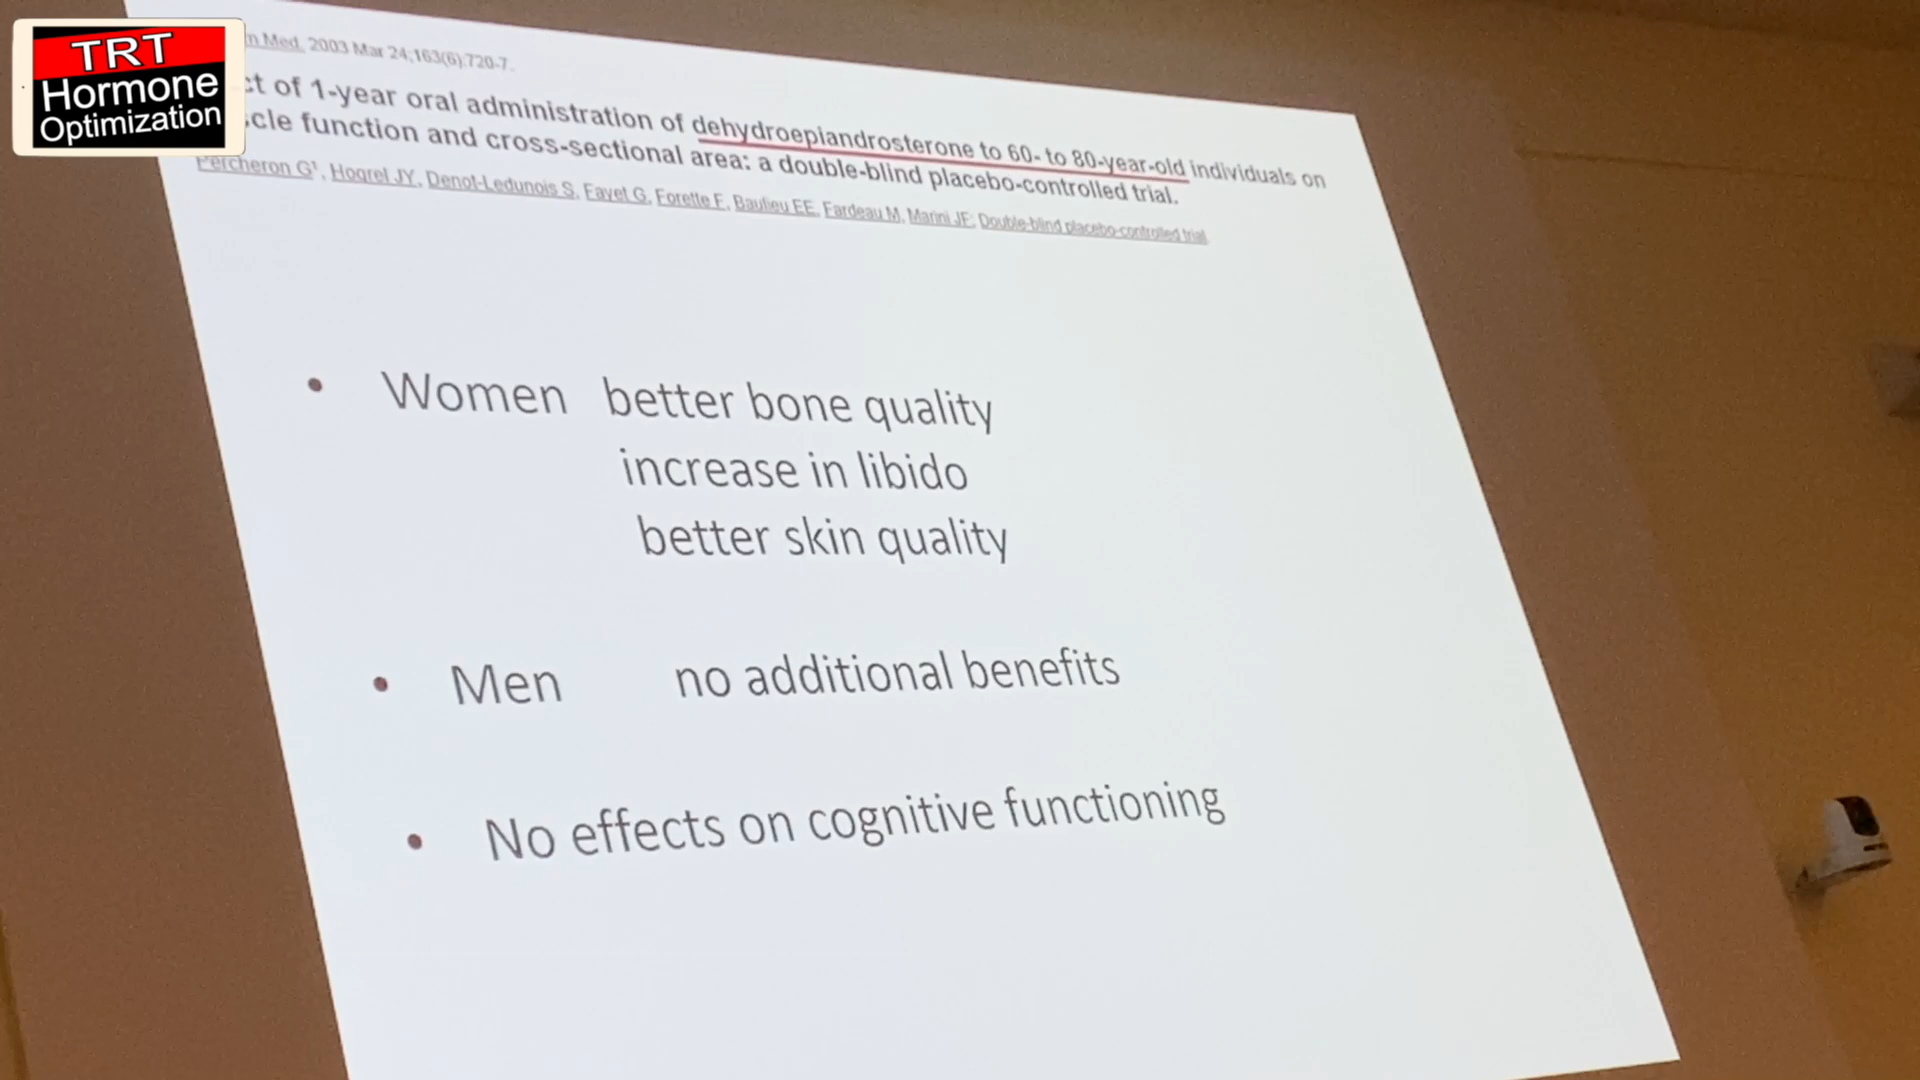 TRT
Hormone
Optimization
Med. 2003 Mar 24;163(6):720-7.
of 1-year oral administration of dehydroepiandrosterone to 60- to 80-year-old individuals on
function and cross-sectional area: a double-blind placebo-controlled trial.
Percheron G1, Hogrel JY, Denot-Ledunois S, Fayet G, Forette F, Baulieu EE, Fardeau M, Marini JF; Double-blind placebo-controlled trial.
• Women better bone quality
increase in libido
better skin quality
• Men no additional benefits
• No effects on cognitive functioning